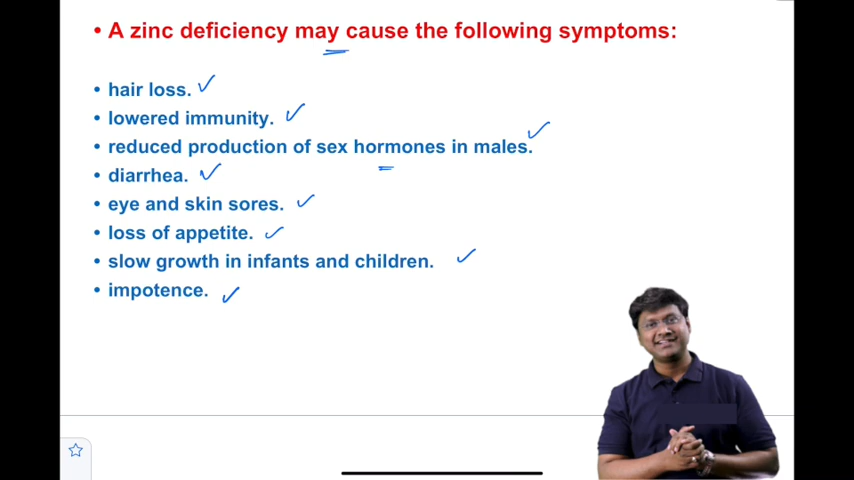 • A zinc deficiency may cause the following symptoms:
• hair loss.
• lowered immunity.
• reduced production of sex hormones in males.
• diarrhea.
• eye and skin sores.
• loss of appetite.
• slow growth in infants and children.
• impotence.